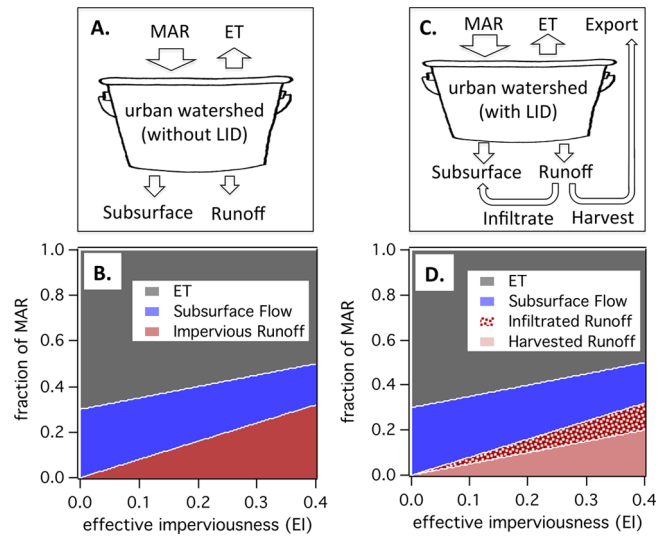 A.
MAR ET
urban watershed
(without LID)
Subsurface Runoff
C.
MAR ET Export
urban watershed
(with LID)
Subsurface Runoff
Infiltrate Harvest
B.
ET
Subsurface Flow
Impervious Runoff
fraction of MAR
1.0
0.8
0.6
0.4
0.2
0.0
0.0 0.1 0.2 0.3 0.4
effective imperviousness (EI)
D.
ET
Subsurface Flow
Infiltrated Runoff
Harvested Runoff
fraction of MAR
1.0
0.8
0.6
0.4
0.2
0.0
0.0 0.1 0.2 0.3 0.4
effective imperviousness (EI)